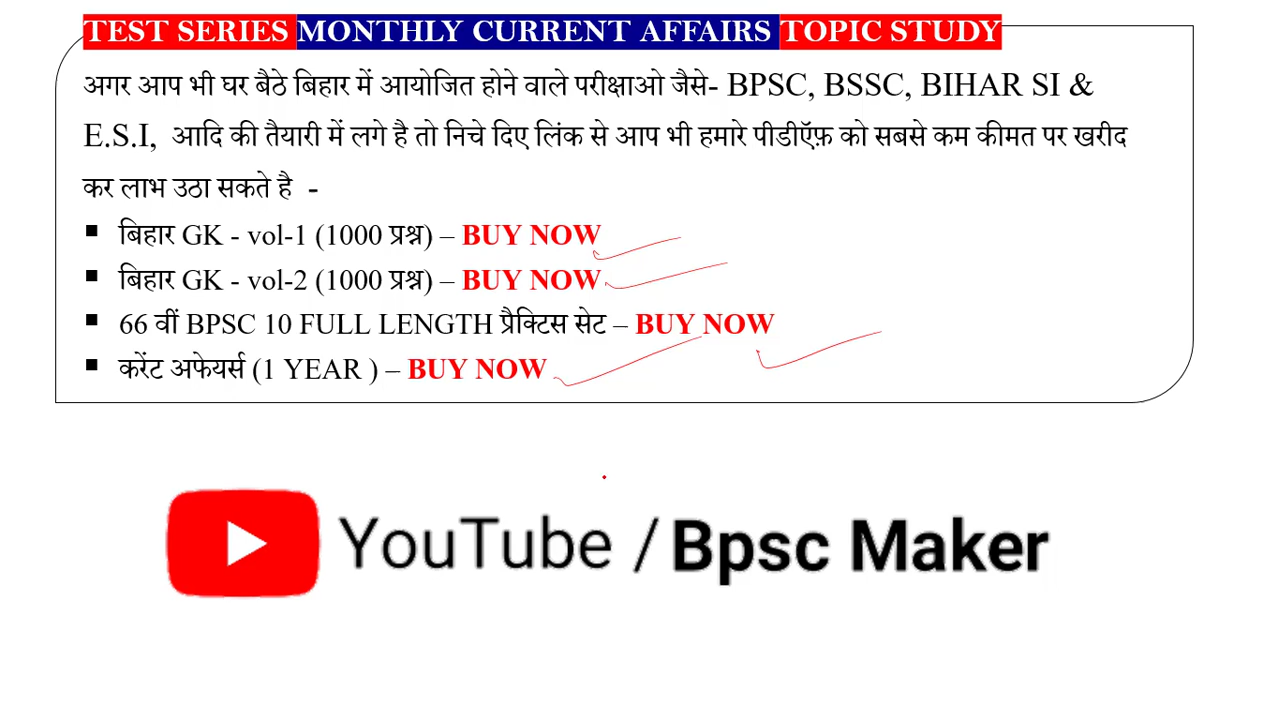 TEST SERIES MONTHLY CURRENT AFFAIRS TOPIC STUDY
अगर आप भी घर बैठे बिहार में आयोजित होने वाले परीक्षाओ जैसे- BPSC, BSSC, BIHAR SI &
E.S.I, आदि की तैयारी में लगे है तो निचे दिए लिंक से आप भी हमारे पीडीऍफ़ को सबसे कम कीमत पर खरीद
कर लाभ उठा सकते है -
▪ बिहार GK - vol-1 (1000 प्रश्न) – BUY NOW
▪ बिहार GK - vol-2 (1000 प्रश्न) – BUY NOW
▪ 66 वीं BPSC 10 FULL LENGTH प्रैक्टिस सेट – BUY NOW
▪ करेंट अफेयर्स (1 YEAR ) – BUY NOW
YouTube / Bpsc Maker